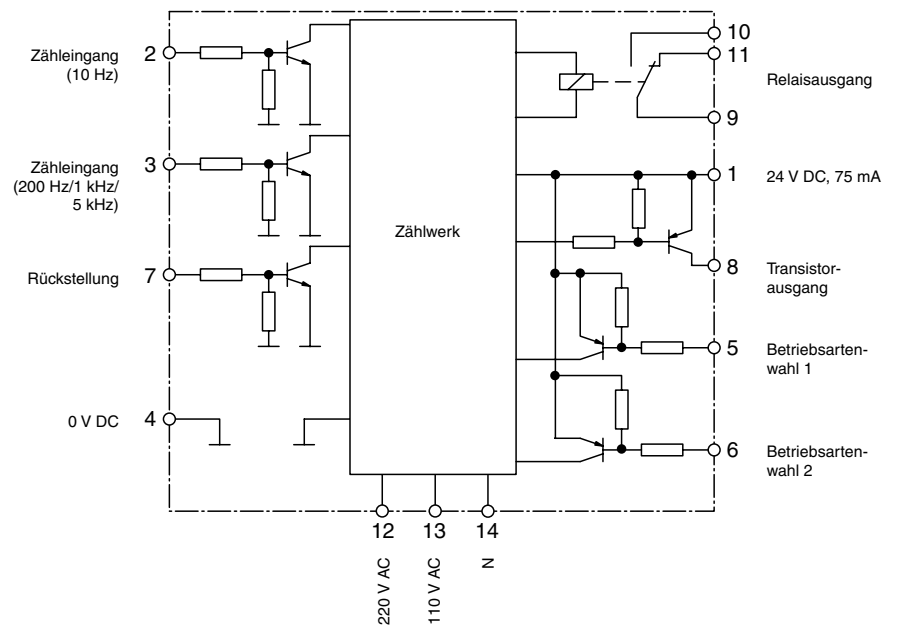 Zähleingang
(10 Hz)
2
Zähleingang
(200 Hz/1 kHz/
5 kHz)
3
Rückstellung
7
0 V DC
4
Zählwerk
10
11
Relaisausgang
9
1
24 V DC, 75 mA
8
Transistor-
ausgang
5
Betriebsarten-
wahl 1
6
Betriebsarten-
wahl 2
12
13
14
220 V AC
110 V AC
N